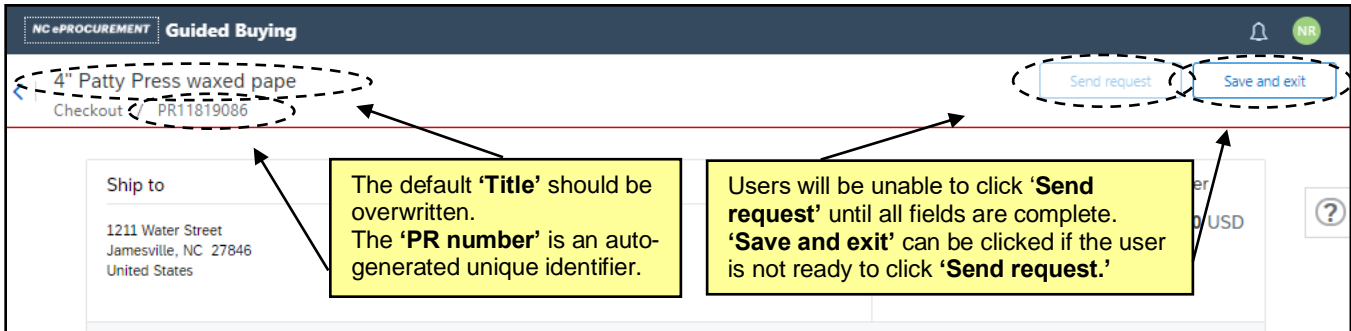 NC ePROCUREMENT Guided Buying
NR
4" Patty Press waxed pape
Checkout / PR11819086
Send request
Save and exit
Ship to
1211 Water Street
Jamesville, NC 27846
United States
The default ‘Title’ should be
overwritten.
The ‘PR number’ is an auto-
generated unique identifier.
Users will be unable to click ‘Send
request’ until all fields are complete.
‘Save and exit’ can be clicked if the user
is not ready to click ‘Send request.’
er
USD
?